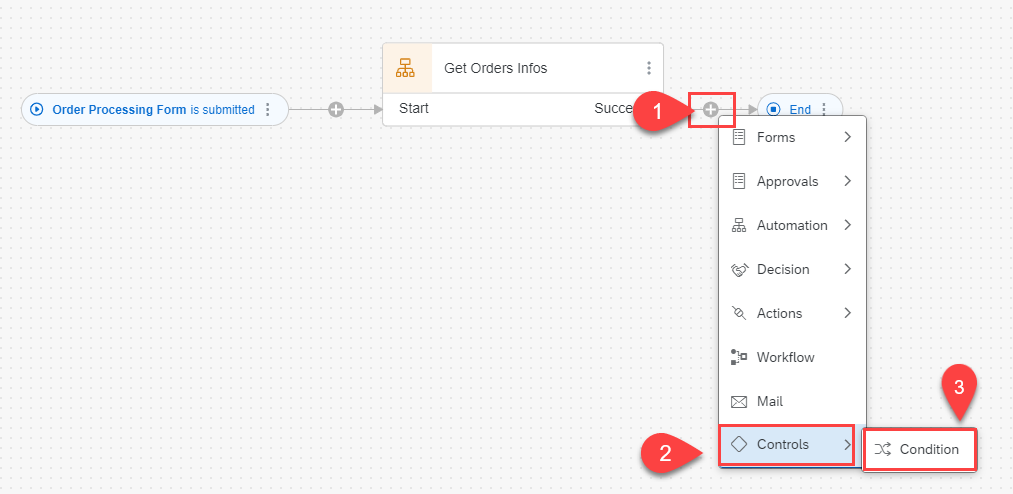 Get Orders Infos
Order Processing Form is submitted
Start
Succe
1
End
Forms
Approvals
Automation
Decision
Actions
Workflow
Mail
2
Controls
3
Condition